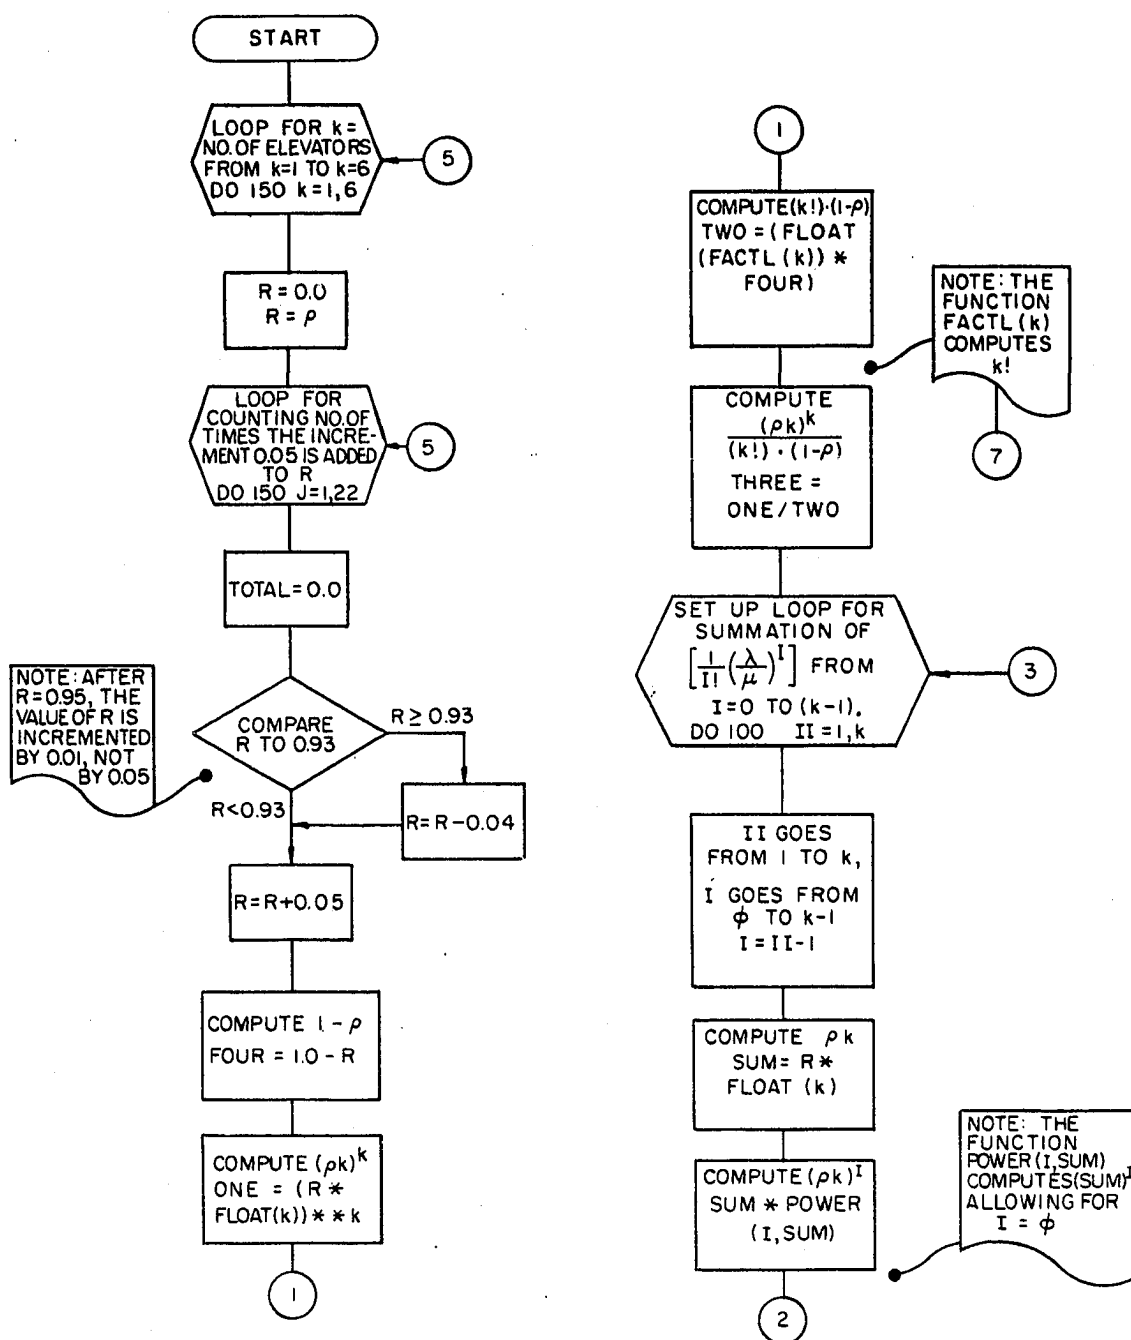 START
LOOP FOR k=
NO. OF ELEVATORS
FROM k=1 TO k=6
DO 150 k=1,6
5
R=0.0
R=ρ
LOOP FOR
COUNTING NO. OF
TIMES THE INCRE-
MENT 0.05 IS ADDED
TO R
DO 150 J=1,22
5
TOTAL=0.0
NOTE: AFTER
R=0.95, THE
VALUE OF R IS
INCREMENTED
BY 0.01, NOT
BY 0.05
COMPARE
R TO 0.93
R≥0.93
R<0.93
R=R-0.04
R=R+0.05
COMPUTE 1-ρ
FOUR = 1.0-R
COMPUTE (ρk)^k
ONE = (R *
FLOAT(k)) * * k
1
1
COMPUTE (k!)·(1-ρ)
TWO = (FLOAT
(FACTL(k)) *
FOUR)
NOTE: THE
FUNCTION
FACTL(k)
COMPUTES
k!
7
COMPUTE
(ρk)^k
(k!)·(1-ρ)
THREE =
ONE/TWO
SET UP LOOP FOR
SUMMATION OF
[1/I! (λ/μ)^I] FROM
I=0 TO (k-1).
DO 100 II=1,k
3
II GOES
FROM 1 TO k,
I GOES FROM
ϕ TO k-1
I=II-1
COMPUTE ρk
SUM= R*
FLOAT (k)
COMPUTE (ρk)^I
SUM * POWER
(I,SUM)
NOTE: THE
FUNCTION
POWER(I,SUM)
COMPUTES(SUM)^I
ALLOWING FOR
I = ϕ
2